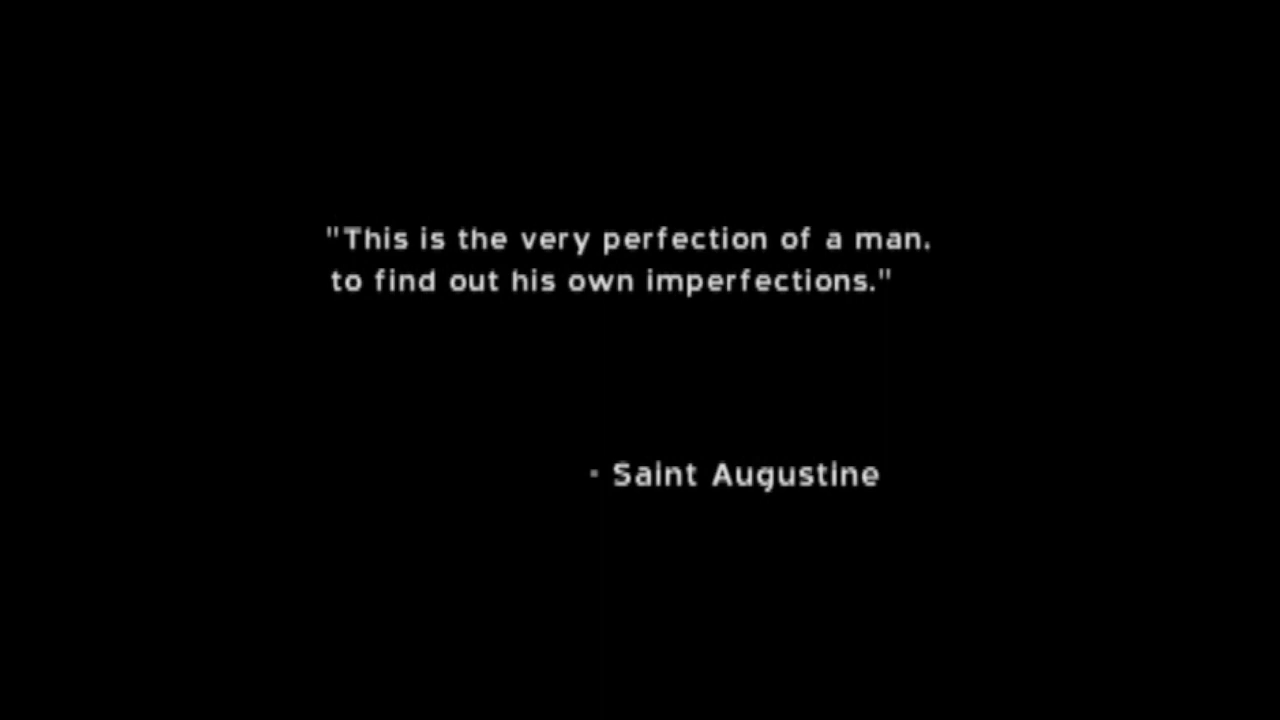 "This is the very perfection of a man.
to find out his own imperfections."
- Saint Augustine